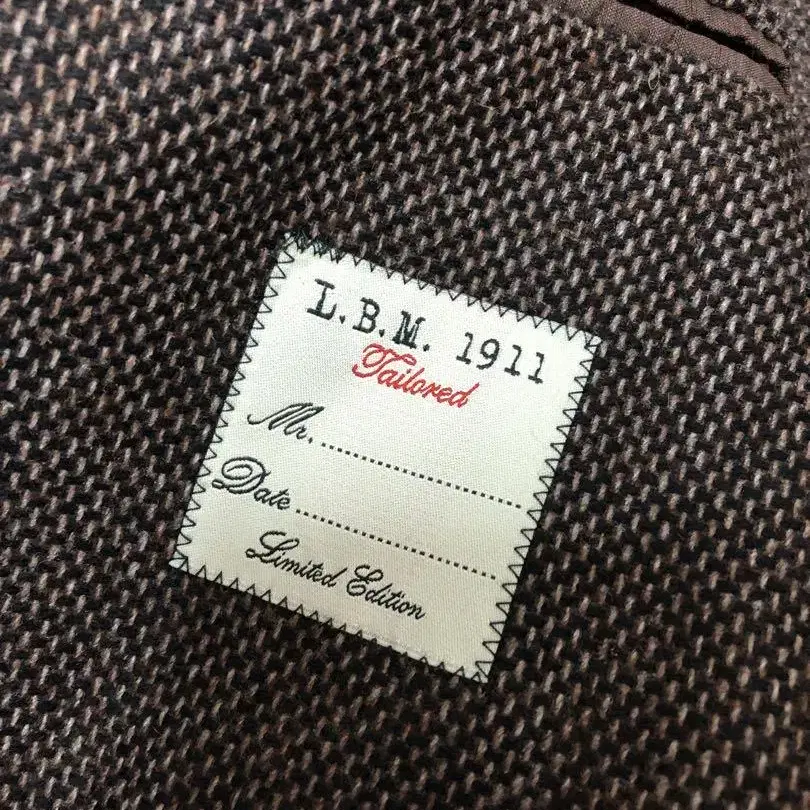 L.B.M. 1911
Tailored
Mr. ........................
Date ........................
Limited Edition